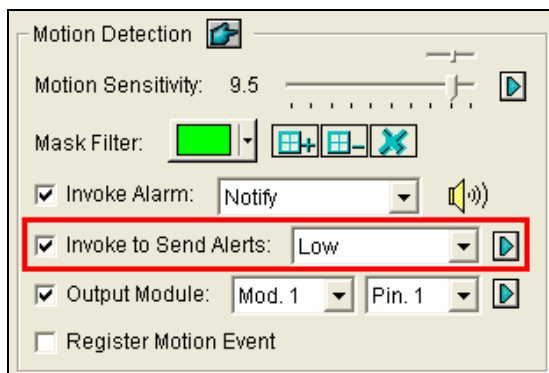 Motion Detection
Motion Sensitivity: 9.5
Mask Filter:
Invoke Alarm: Notify
Invoke to Send Alerts: Low
Output Module: Mod. 1 Pin. 1
Register Motion Event